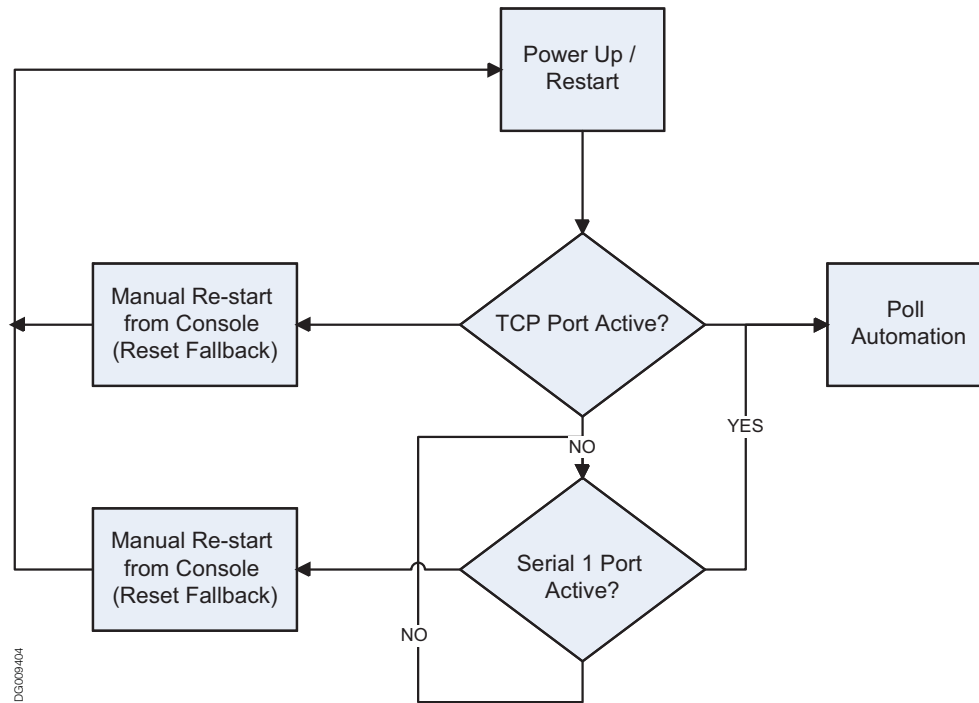 Power Up /
Restart
Manual Re-start
from Console
(Reset Fallback)
TCP Port Active?
Poll
Automation
NO
YES
Manual Re-start
from Console
(Reset Fallback)
Serial 1 Port
Active?
NO
DG009404